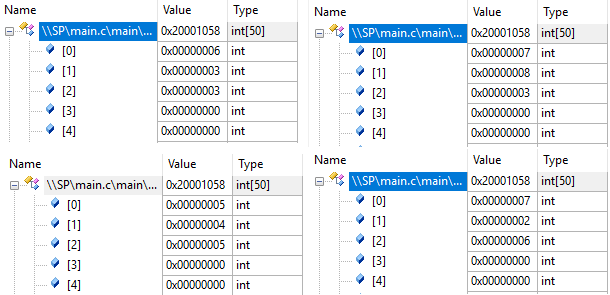 Name Value Type
\\SP\main.c\main\... 0x20001058 int[50]
[0] 0x00000006 int
[1] 0x00000003 int
[2] 0x00000003 int
[3] 0x00000000 int
[4] 0x00000000 int
Name Value Type
\\SP\main.c\main\... 0x20001058 int[50]
[0] 0x00000007 int
[1] 0x00000008 int
[2] 0x00000003 int
[3] 0x00000000 int
[4] 0x00000000 int
Name Value Type
\\SP\main.c\main\... 0x20001058 int[50]
[0] 0x00000005 int
[1] 0x00000004 int
[2] 0x00000005 int
[3] 0x00000000 int
[4] 0x00000000 int
Name Value Type
\\SP\main.c\main\... 0x20001058 int[50]
[0] 0x00000007 int
[1] 0x00000002 int
[2] 0x00000006 int
[3] 0x00000000 int
[4] 0x00000000 int